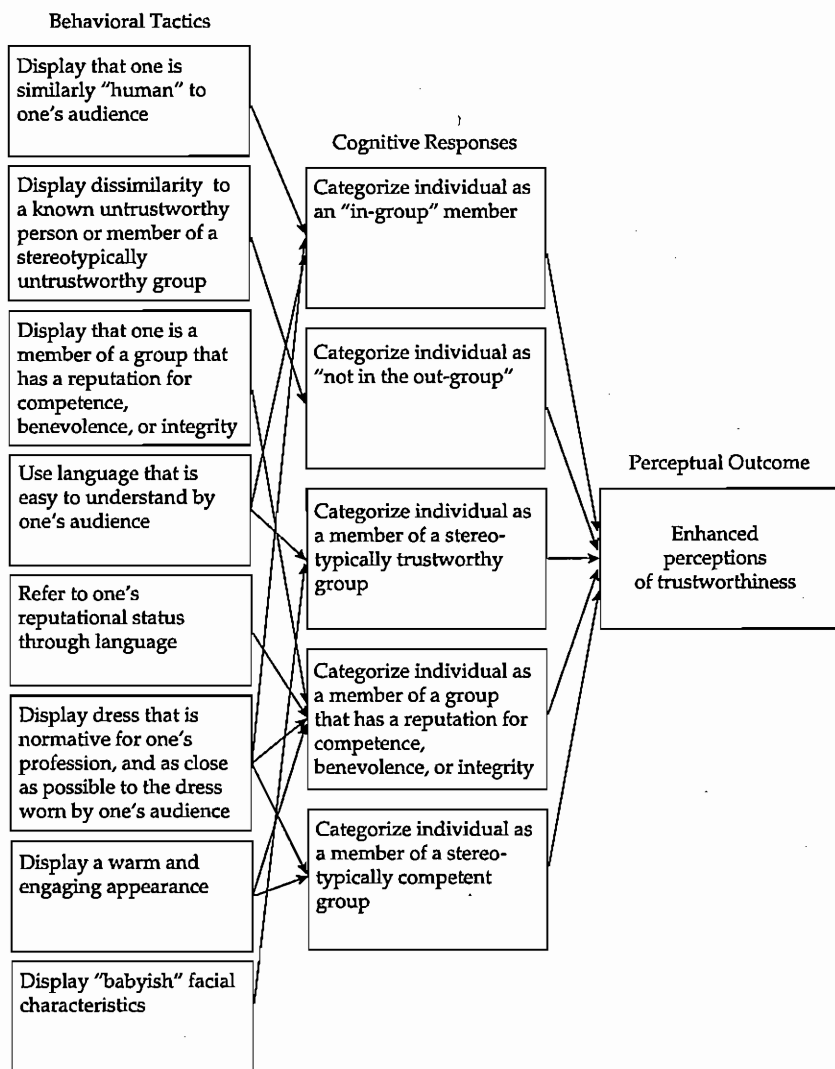 Behavioral Tactics
Display that one is
similarly "human" to
one's audience
Display dissimilarity to
a known untrustworthy
person or member of a
stereotypically
untrustworthy group
Display that one is a
member of a group that
has a reputation for
competence,
benevolence, or integrity
Use language that is
easy to understand by
one's audience
Refer to one's
reputational status
through language
Display dress that is
normative for one's
profession, and as close
as possible to the dress
worn by one's audience
Display a warm and
engaging appearance
Display "babyish" facial
characteristics
Cognitive Responses
Categorize individual as
an "in-group" member
Categorize individual as
"not in the out-group"
Categorize individual as
a member of a stereo-
typically trustworthy
group
Categorize individual as
a member of a group
that has a reputation for
competence,
benevolence, or integrity
Categorize individual as
a member of a stereo-
typically competent
group
Perceptual Outcome
Enhanced
perceptions
of trustworthiness